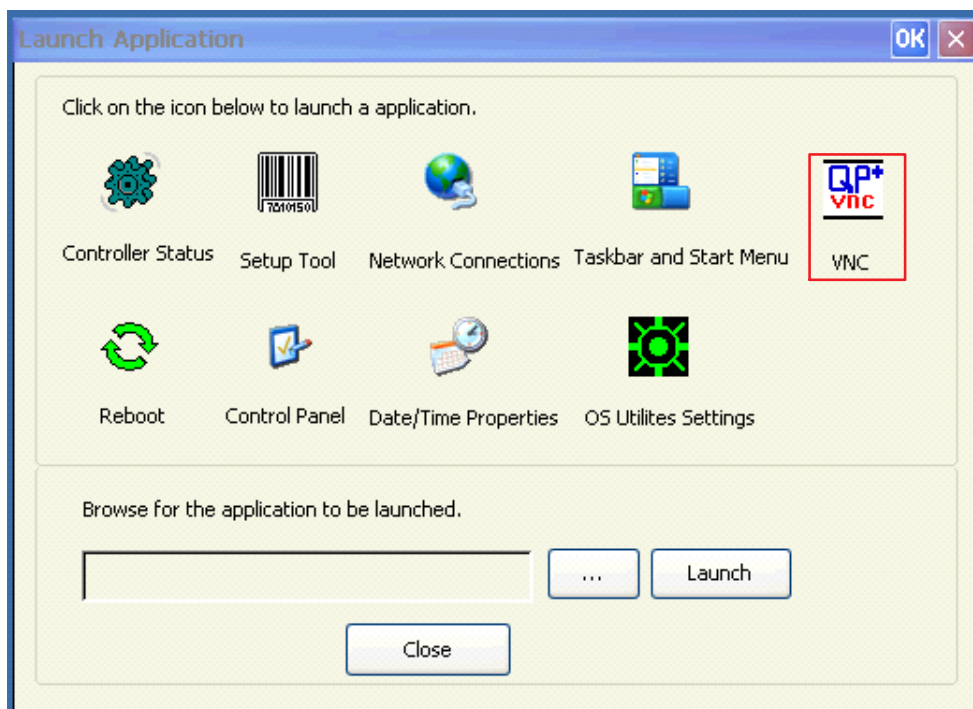 Launch Application
OK
Click on the icon below to launch a application.
7210150
QP+
vnc
Controller Status
Setup Tool
Network Connections
Taskbar and Start Menu
VNC
Reboot
Control Panel
Date/Time Properties
OS Utilites Settings
Browse for the application to be launched.
...
Launch
Close